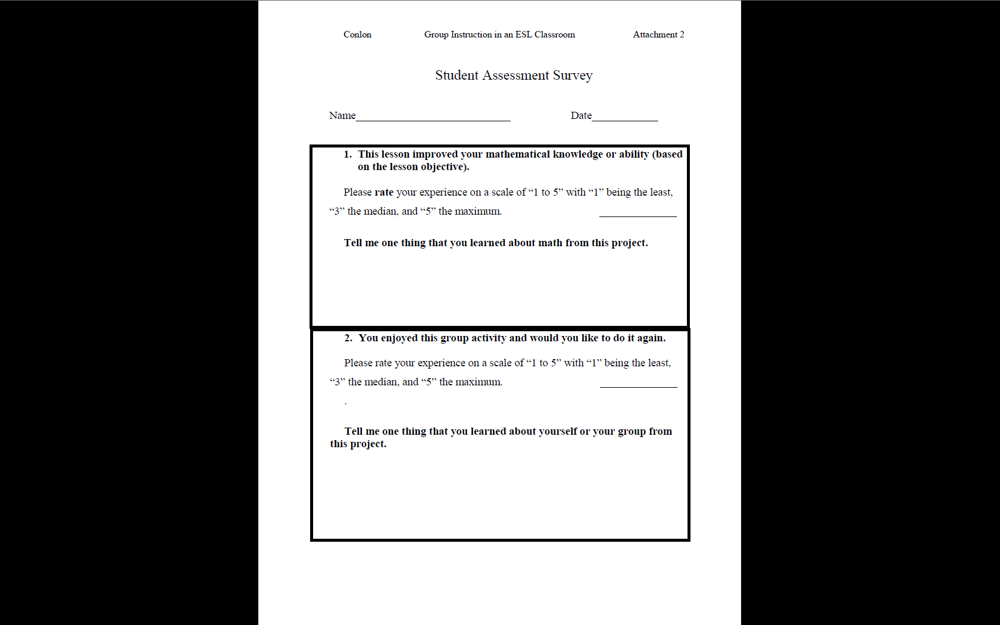 Conlon Group Instruction in an ESL Classroom Attachment 2
Student Assessment Survey
Name__________________________ Date___________
1. This lesson improved your mathematical knowledge or ability (based
on the lesson objective).
Please rate your experience on a scale of “1 to 5” with “1” being the least,
“3” the median, and “5” the maximum. _____________
Tell me one thing that you learned about math from this project.
2. You enjoyed this group activity and would you like to do it again.
Please rate your experience on a scale of “1 to 5” with “1” being the least,
“3” the median, and “5” the maximum. _____________
.
Tell me one thing that you learned about yourself or your group from
this project.